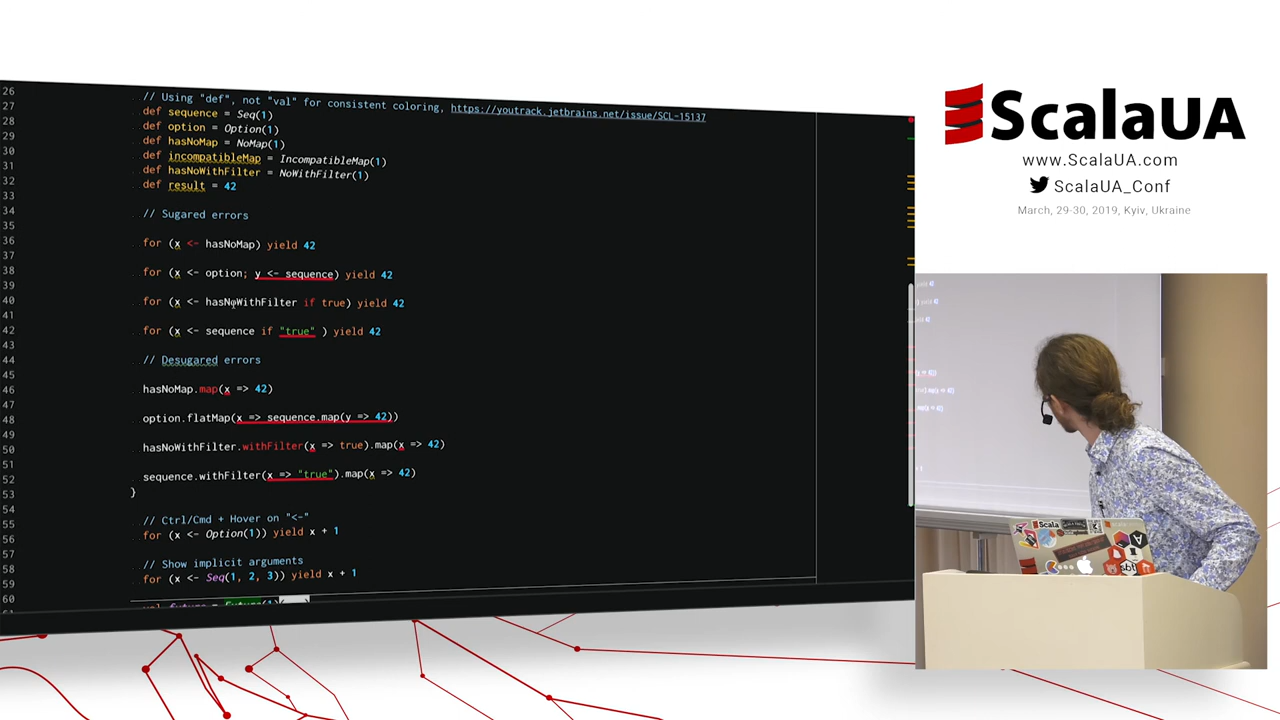 26
27 // Using "def", not "val" for consistent coloring, https://youtrack.jetbrains.net/issue/SCL-15137
28 def sequence = Seq(1)
29 def option = Option(1)
30 def hasNoMap = NoMap(1)
31 def incompatibleMap = IncompatibleMap(1)
32 def hasNoWithFilter = NoWithFilter(1)
33 def result = 42
34 // Sugared errors
35
36 for (x <- hasNoMap) yield 42
37
38 for (x <- option; y <- sequence) yield 42
39
40 for (x <- hasNoWithFilter if true) yield 42
41
42 for (x <- sequence if "true" ) yield 42
43
44 // Desugared errors
45
46 hasNoMap.map(x => 42)
47
48 option.flatMap(x => sequence.map(y => 42))
49
50 hasNoWithFilter.withFilter(x => true).map(x => 42)
51
52 sequence.withFilter(x => "true").map(x => 42)
53 }
54
55 // Ctrl/Cmd + Hover on "<-"
56 for (x <- Option(1)) yield x + 1
57
58 // Show implicit arguments
59 for (x <- Seq(1, 2, 3)) yield x + 1
60
ScalaUA
www.ScalaUA.com
ScalaUA_Conf
March, 29-30, 2019, Kyiv, Ukraine
Scala
sbt